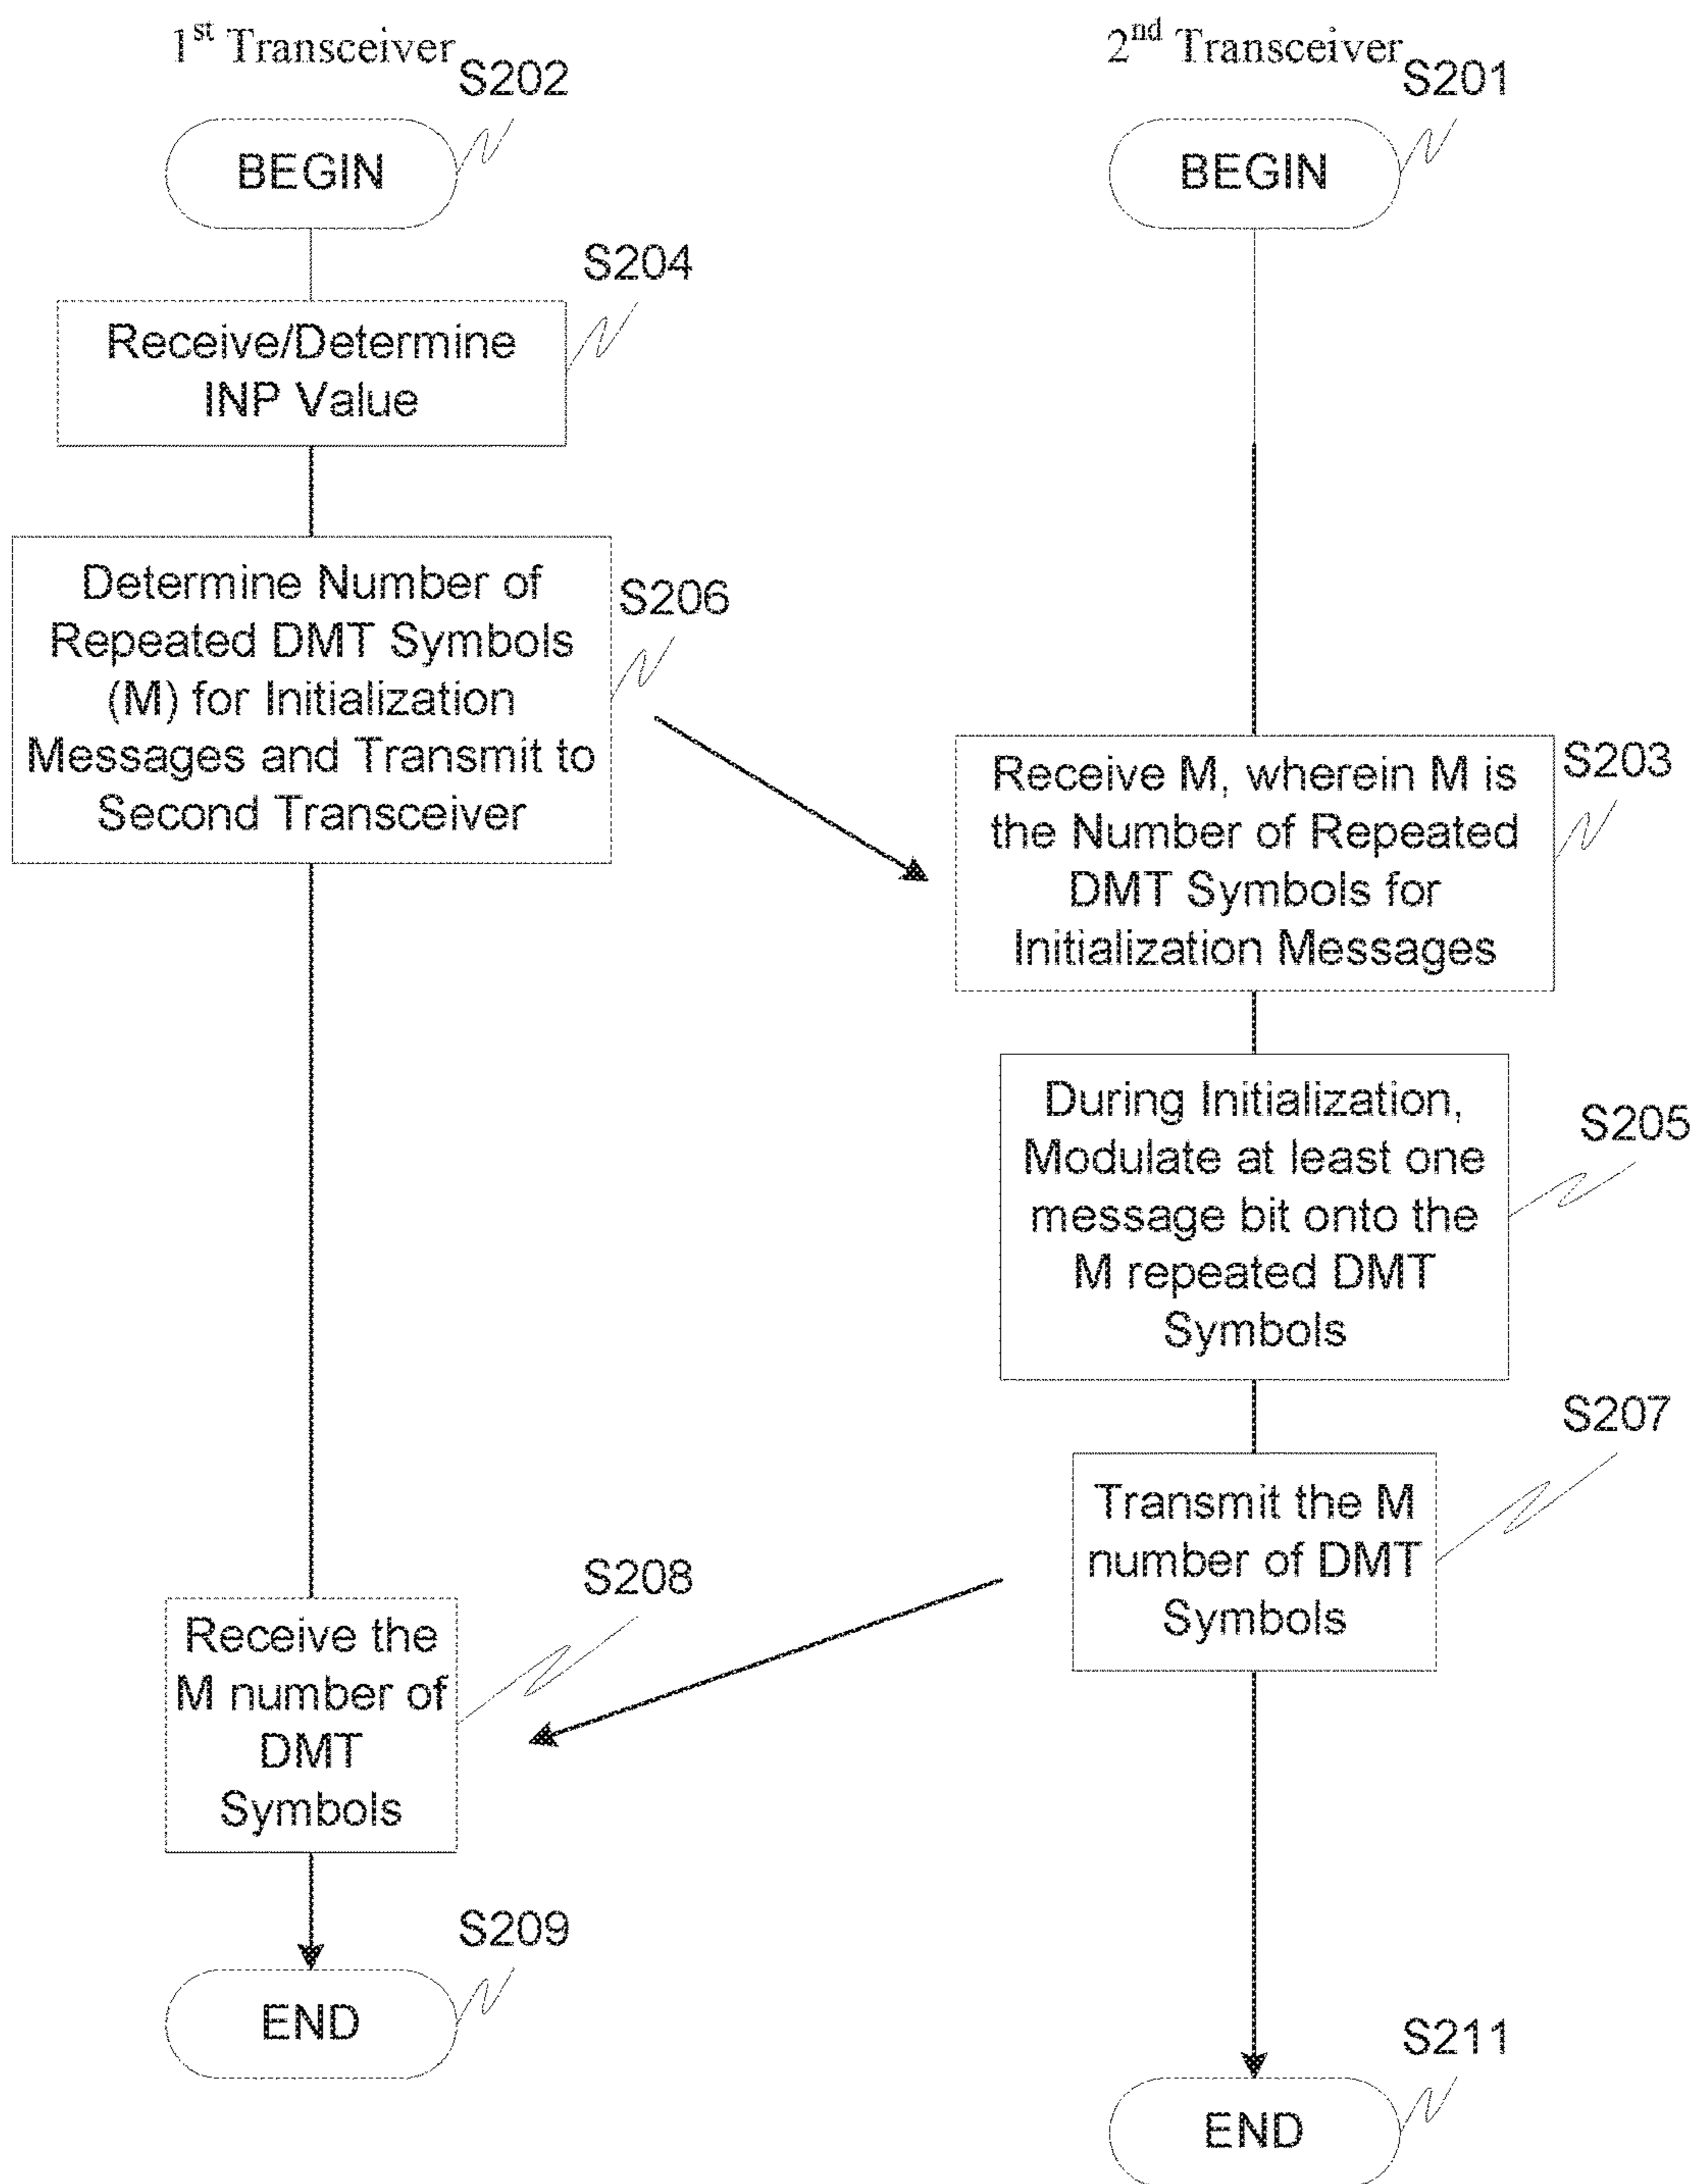 1st Transceiver
S202
BEGIN
S204
Receive/Determine
INP Value
Determine Number of
Repeated DMT Symbols
(M) for Initialization
Messages and Transmit to
Second Transceiver
S206
Receive the
M number of
DMT
Symbols
S208
END
S209
2nd Transceiver
S201
BEGIN
Receive M, wherein M is
the Number of Repeated
DMT Symbols for
Initialization Messages
S203
During Initialization,
Modulate at least one
message bit onto the
M repeated DMT
Symbols
S205
Transmit the M
number of DMT
Symbols
S207
END
S211